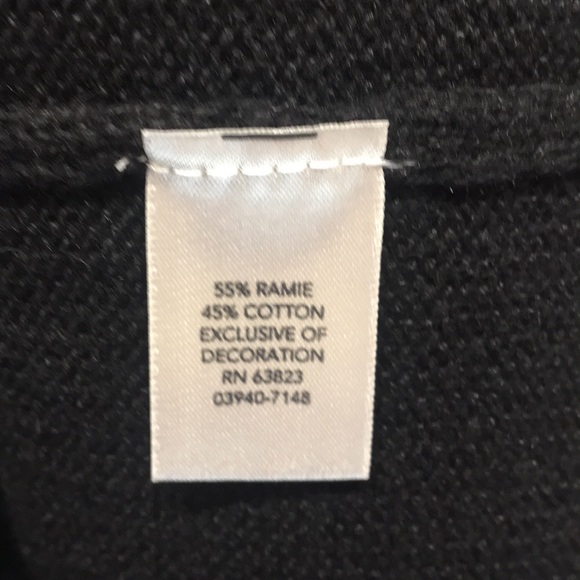 55% RAMIE
45% COTTON
EXCLUSIVE OF
DECORATION
RN 63823
03940-7148